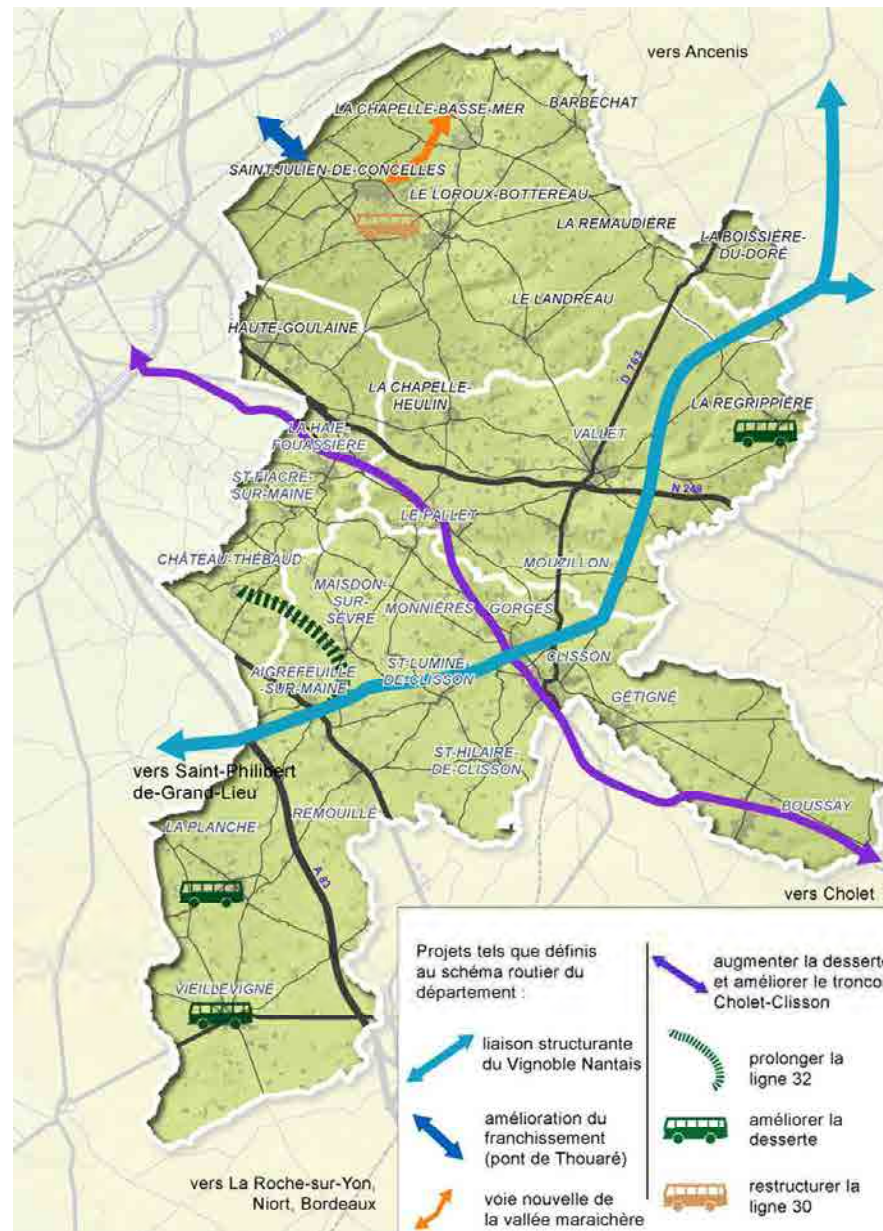 vers Ancenis
LA CHAPELLE-BASSE-MER
BARBECHAT
SAINT-JULIEN-DE-CONCELLES
LE LOROUX-BOTTEREAU
LA REMAUDIÈRE
LA BOISSIÈRE-
DU-DORÉ
LE LANDREAU
HAUTE-GOULAINE
D 763
LA CHAPELLE-
HEULIN
LA REGRIPPIÈRE
LA HAIE-
FOUASSIÈRE
VALLET
ST-FIACRE-
SUR-MAINE
N 249
LE PALLET
CHÂTEAU-THÉBAUD
MOUZILLON
MAISDON-
SUR-
SÈVRE
MONNIÈRES
GORGES
AIGREFEUILLE
-SUR-MAINE
ST-LUMINE-
DE-CLISSON
CLISSON
GÉTIGNÉ
ST-HILAIRE-
DE-CLISSON
vers Saint-Philibert
de-Grand-Lieu
REMOUILLÉ
BOUSSAY
LA PLANCHE
A 83
vers Cholet
VIEILLEVIGNE
vers La Roche-sur-Yon,
Niort, Bordeaux
Projets tels que définis
au schéma routier du
département :
liaison structurante
du Vignoble Nantais
amélioration du
franchissement
(pont de Thouaré)
voie nouvelle de
la vallée maraichère
augmenter la desserte
et améliorer le tronco
Cholet-Clisson
prolonger la
ligne 32
améliorer la
desserte
restructurer la
ligne 30